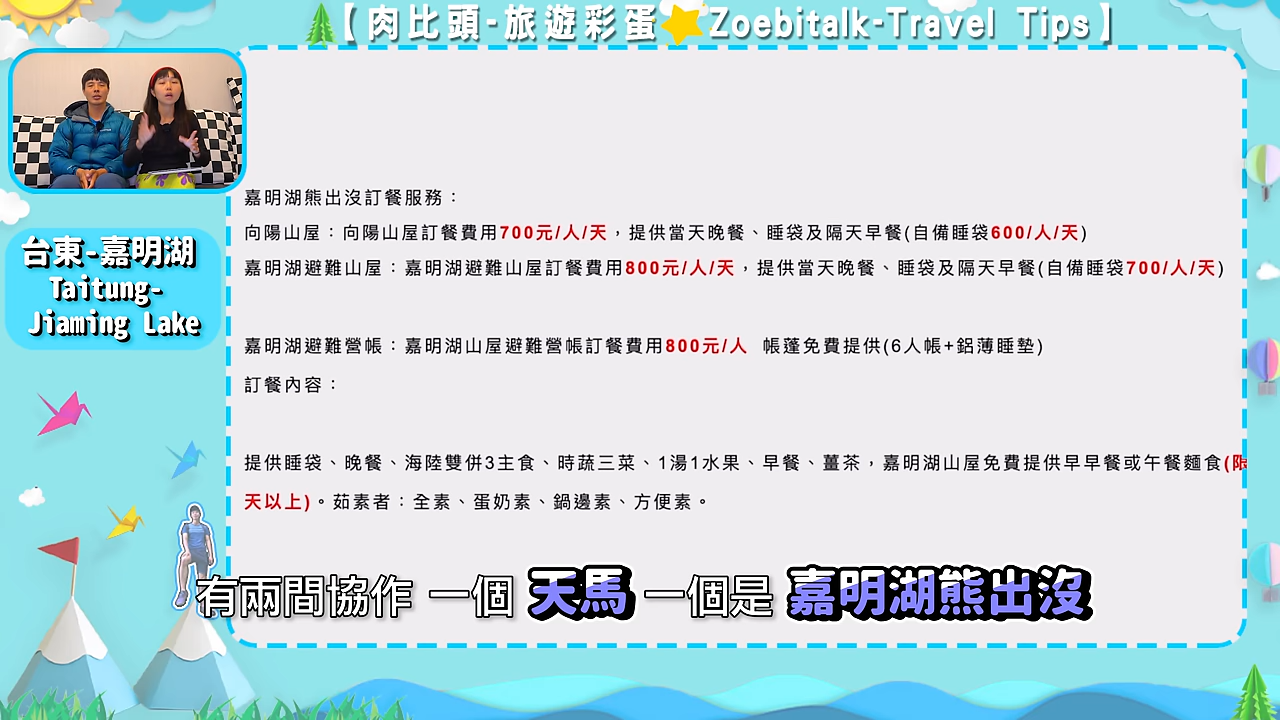 【肉比頭-旅遊彩蛋⭐Zoebitalk-Travel Tips】
台東-嘉明湖
Taitung-
Jiaming Lake
嘉明湖熊出沒訂餐服務：
向陽山屋：向陽山屋訂餐費用700元/人/天，提供當天晚餐、睡袋及隔天早餐(自備睡袋600/人/天)
嘉明湖避難山屋：嘉明湖避難山屋訂餐費用800元/人/天，提供當天晚餐、睡袋及隔天早餐(自備睡袋700/人/天)
嘉明湖避難營帳：嘉明湖山屋避難營帳訂餐費用800元/人 帳蓬免費提供(6人帳+鋁薄睡墊)
訂餐內容：
提供睡袋、晚餐、海陸雙併3主食、時蔬三菜、1湯1水果、早餐、薑茶，嘉明湖山屋免費提供早早餐或午餐麵食(限
天以上)。茹素者：全素、蛋奶素、鍋邊素、方便素。
有兩間協作 一個 天馬 一個是 嘉明湖熊出沒